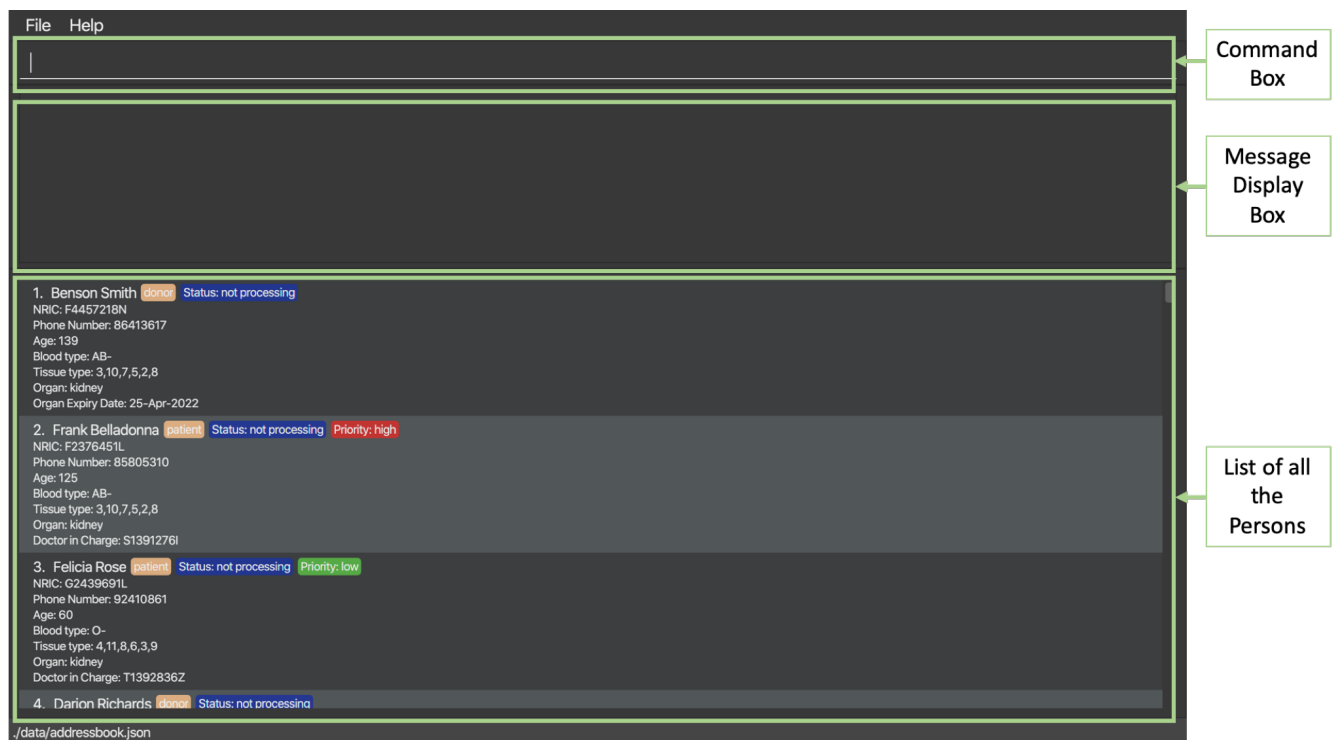 File Help
Command
Box
Message
Display
Box
1. Benson Smith donor Status: not processing
NRIC: F4457218N
Phone Number: 86413617
Age: 139
Blood type: AB-
Tissue type: 3,10,7,5,2,8
Organ: kidney
Organ Expiry Date: 25-Apr-2022
2. Frank Belladonna patient Status: not processing Priority: high
NRIC: F2376451L
Phone Number: 85805310
Age: 125
Blood type: AB-
Tissue type: 3,10,7,5,2,8
Organ: kidney
Doctor in Charge: S1391276I
List of all
the
Persons
3. Felicia Rose patient Status: not processing Priority: low
NRIC: G2439691L
Phone Number: 92410861
Age: 60
Blood type: O-
Tissue type: 4,11,8,6,3,9
Organ: kidney
Doctor in Charge: T1392836Z
4. Darion Richards donor Status: not processing
./data/addressbook.json